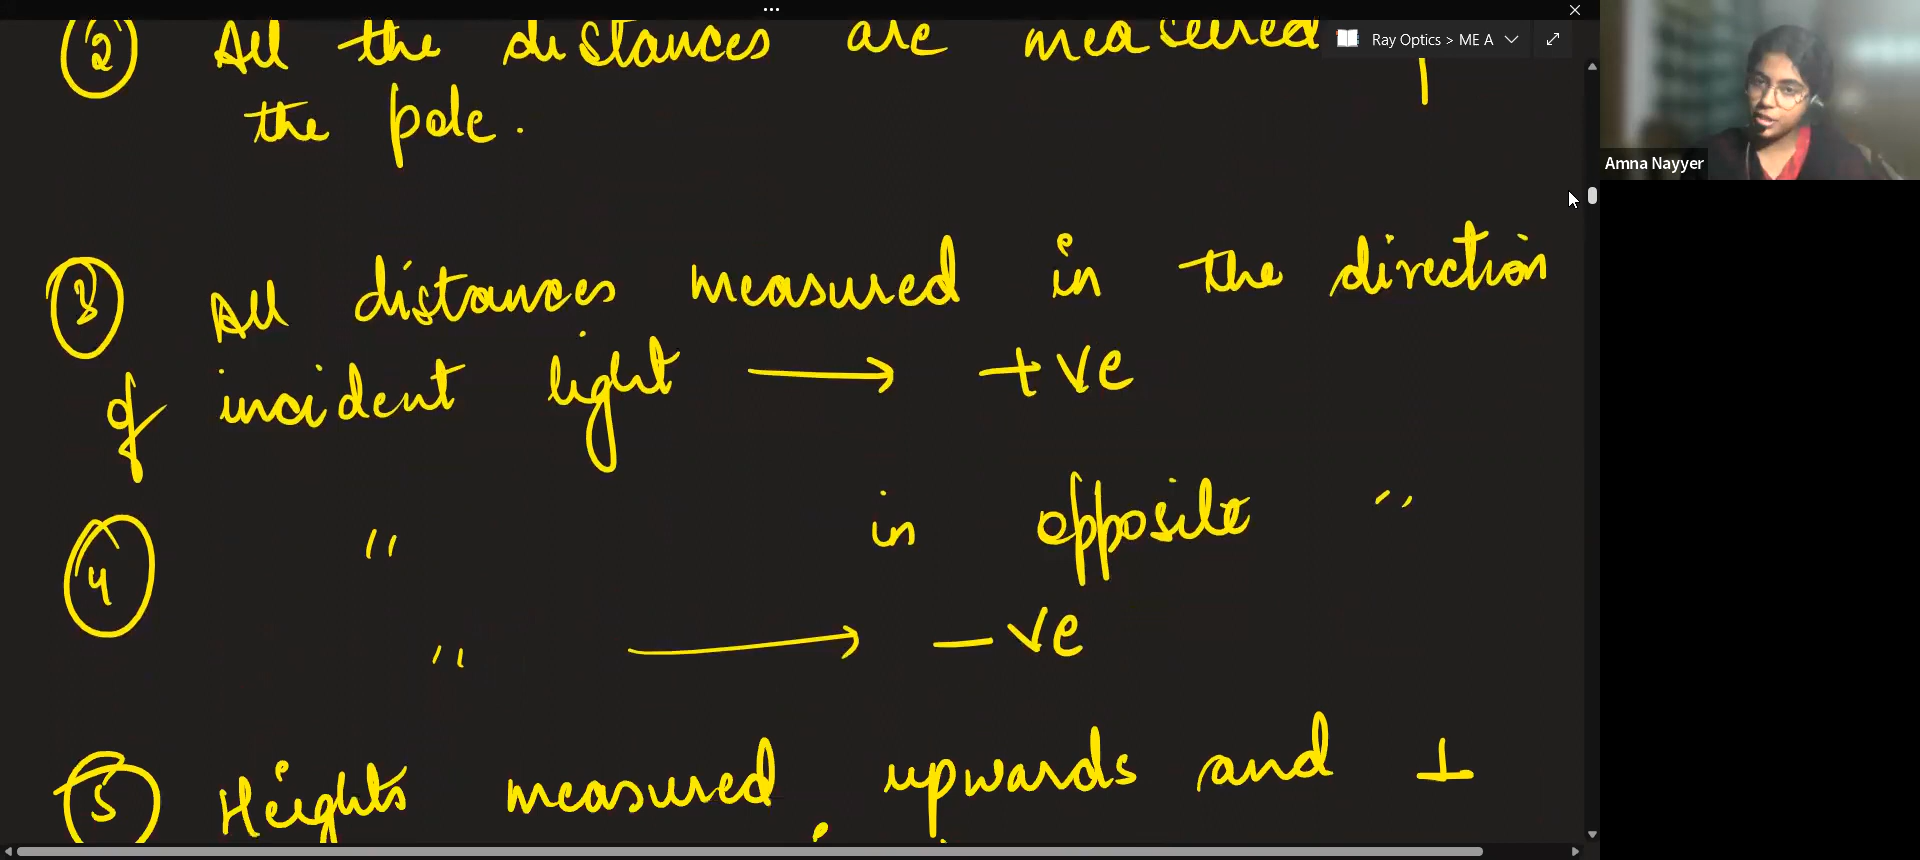 ...
Ray Optics > ME A
② All the distances are measured
the pole.
Amna Nayyer
③ All distances measured in the direction
of incident light → +ve
④ " in opposite "
" → -ve
⑤ Heights measured upwards and ⊥